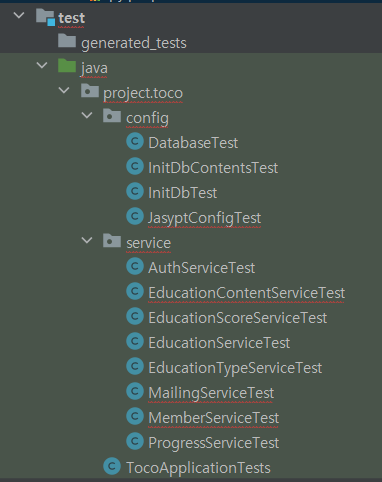 test
generated_tests
java
project.toco
config
DatabaseTest
InitDbContentsTest
InitDbTest
JasyptConfigTest
service
AuthServiceTest
EducationContentServiceTest
EducationScoreServiceTest
EducationServiceTest
EducationTypeServiceTest
MailingServiceTest
MemberServiceTest
ProgressServiceTest
TocoApplicationTests